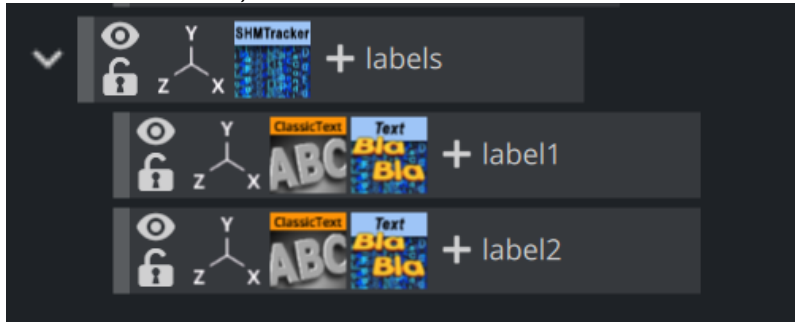 Y
SHMTracker
Z X
labels
Y
ClassicText Text
ABC Bla Bla
Z X
label1
Y
ClassicText Text
ABC Bla Bla
Z X
label2